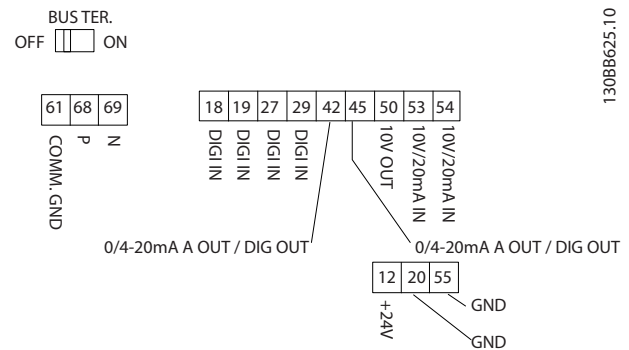 BUS TER.
OFF ON
130BB625.10
61 68 69
COMM. GND
P
N
18 19 27 29 42 45 50 53 54
DIGI IN
DIGI IN
DIGI IN
DIGI IN
10V OUT
10V/20mA IN
10V/20mA IN
0/4-20mA A OUT / DIG OUT
0/4-20mA A OUT / DIG OUT
12 20 55
+24V
GND
GND